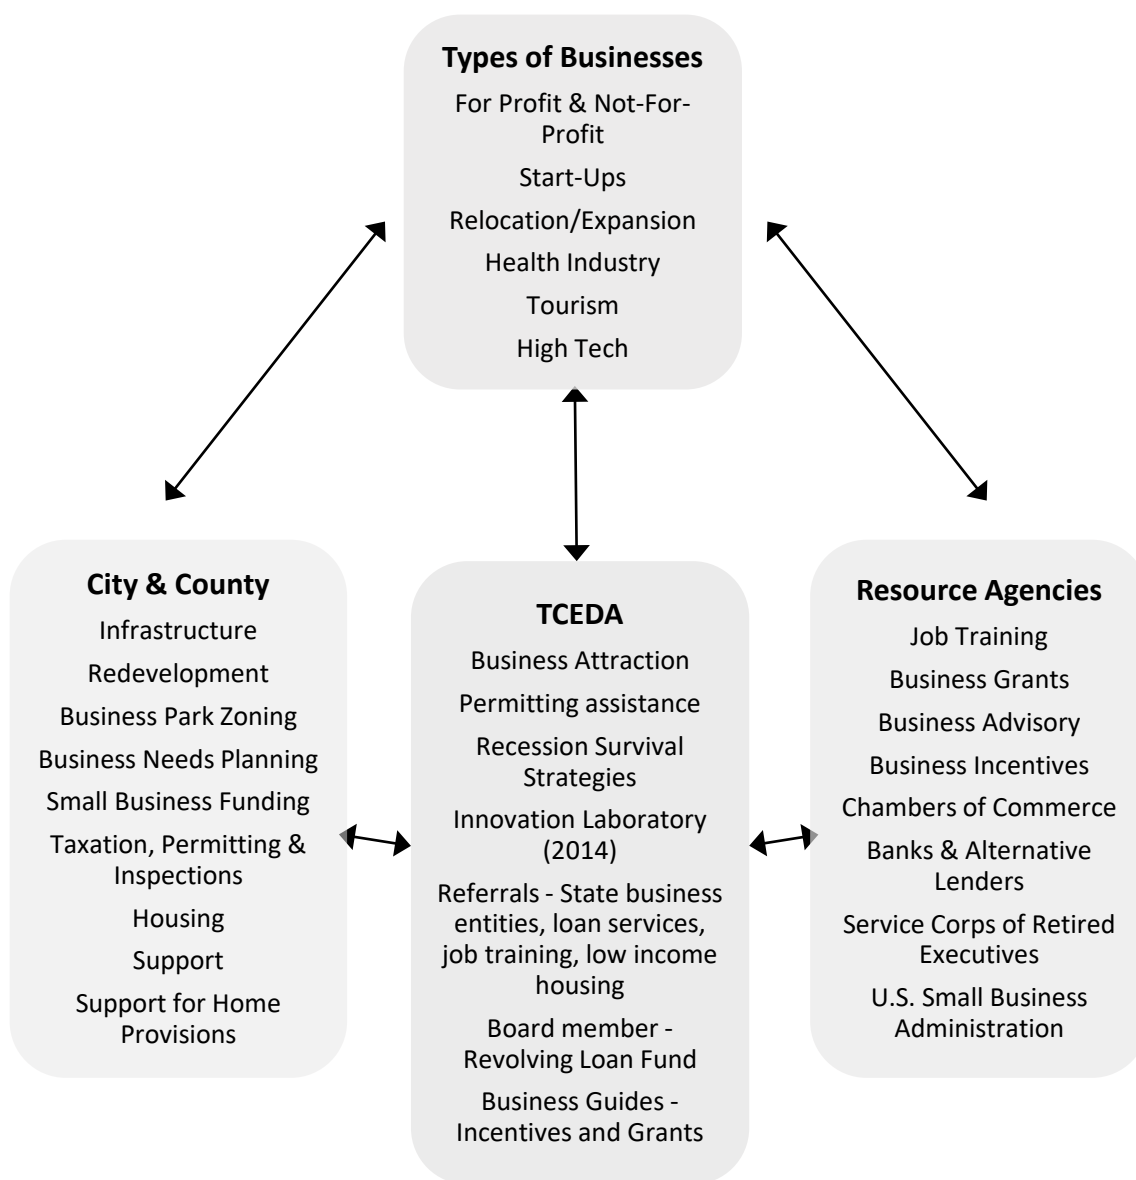 Types of Businesses
For Profit & Not-For-
Profit
Start-Ups
Relocation/Expansion
Health Industry
Tourism
High Tech
City & County
Infrastructure
Redevelopment
Business Park Zoning
Business Needs Planning
Small Business Funding
Taxation, Permitting &
Inspections
Housing
Support
Support for Home
Provisions
TCEDA
Business Attraction
Permitting assistance
Recession Survival
Strategies
Innovation Laboratory
(2014)
Referrals - State business
entities, loan services,
job training, low income
housing
Board member -
Revolving Loan Fund
Business Guides -
Incentives and Grants
Resource Agencies
Job Training
Business Grants
Business Advisory
Business Incentives
Chambers of Commerce
Banks & Alternative
Lenders
Service Corps of Retired
Executives
U.S. Small Business
Administration